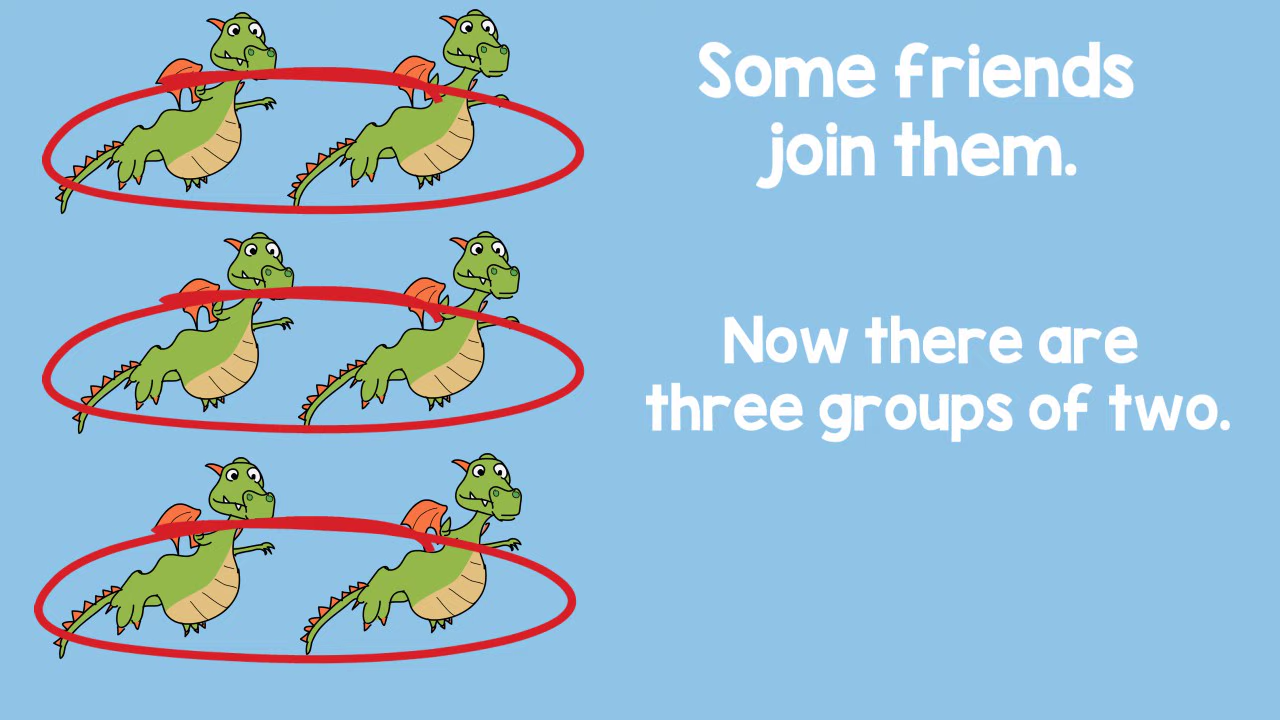 Some friends
join them.
Now there are
three groups of two.